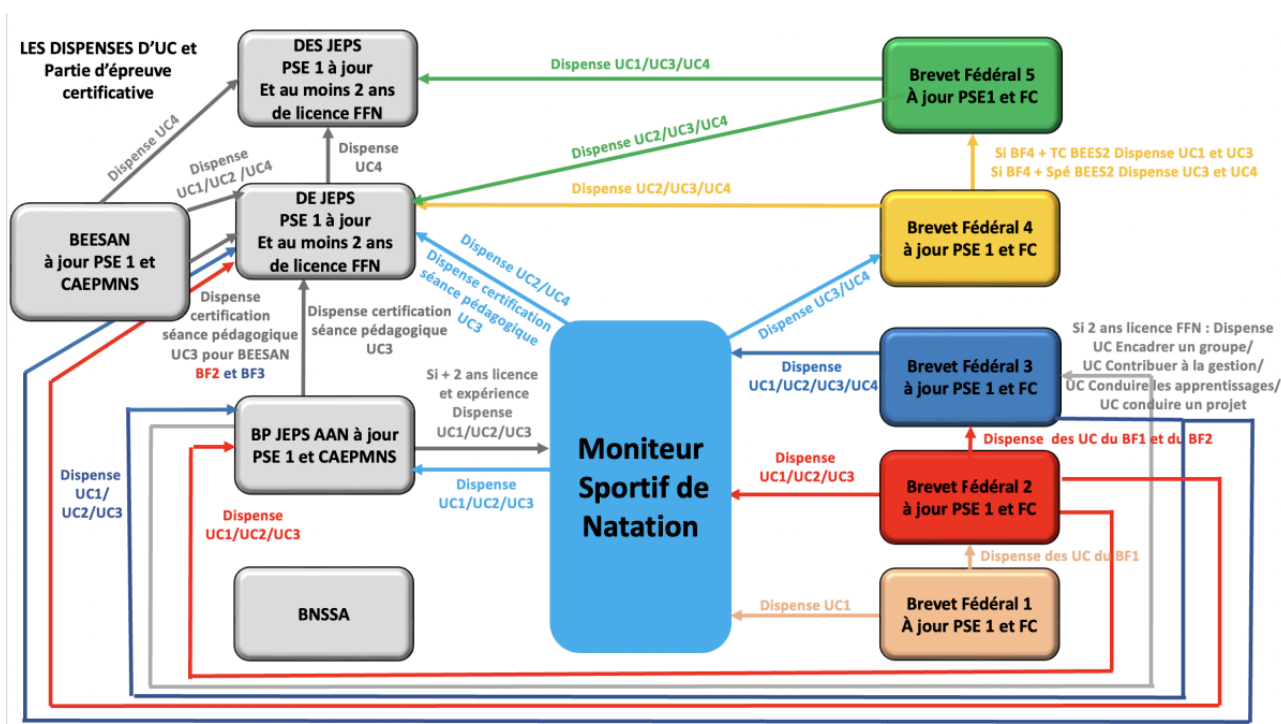 LES DISPENSES D'UC et
Partie d'épreuve
certificative
DES JEPS
PSE 1 à jour
Et au moins 2 ans
de licence FFN
Dispense UC1/UC3/UC4
Brevet Fédéral 5
À jour PSE1 et FC
Dispense UC4
Dispense
UC1/UC2 /UC4
Dispense
UC4
Dispense UC2/UC3/UC4
Si BF4 + TC BEES2 Dispense UC1 et UC3
Si BF4 + Spé BEES2 Dispense UC3 et UC4
DE JEPS
PSE 1 à jour
Et au moins 2 ans
de licence FFN
Dispense UC2/UC3/UC4
Brevet Fédéral 4
à jour PSE 1 et FC
BEESAN
à jour PSE 1 et
CAEPMNS
Dispense UC2/UC4
Dispense certification
séance pédagogique
UC3
Dispense UC3/UC4
Dispense
certification
séance pédagogique
UC3 pour BEESAN
BF2 et BF3
Dispense certification
séance pédagogique
UC3
Dispense
UC1/UC2/UC3/UC4
Brevet Fédéral 3
à jour PSE 1 et FC
Si 2 ans licence FFN : Dispense
UC Encadrer un groupe/
UC Contribuer à la gestion/
UC Conduire les apprentissages/
UC conduire un projet
Si + 2 ans licence
et expérience
Dispense
UC1/UC2/UC3
BP JEPS AAN à jour
PSE 1 et CAEPMNS
Moniteur
Sportif de
Natation
Dispense des UC du BF1 et du BF2
Dispense
UC1/UC2/UC3
Brevet Fédéral 2
à jour PSE 1 et FC
Dispense
UC1/
UC2/UC3
Dispense
UC1/UC2/UC3
Dispense
UC1/UC2/UC3
Dispense des UC du BF1
BNSSA
Dispense UC1
Brevet Fédéral 1
À jour PSE 1 et FC